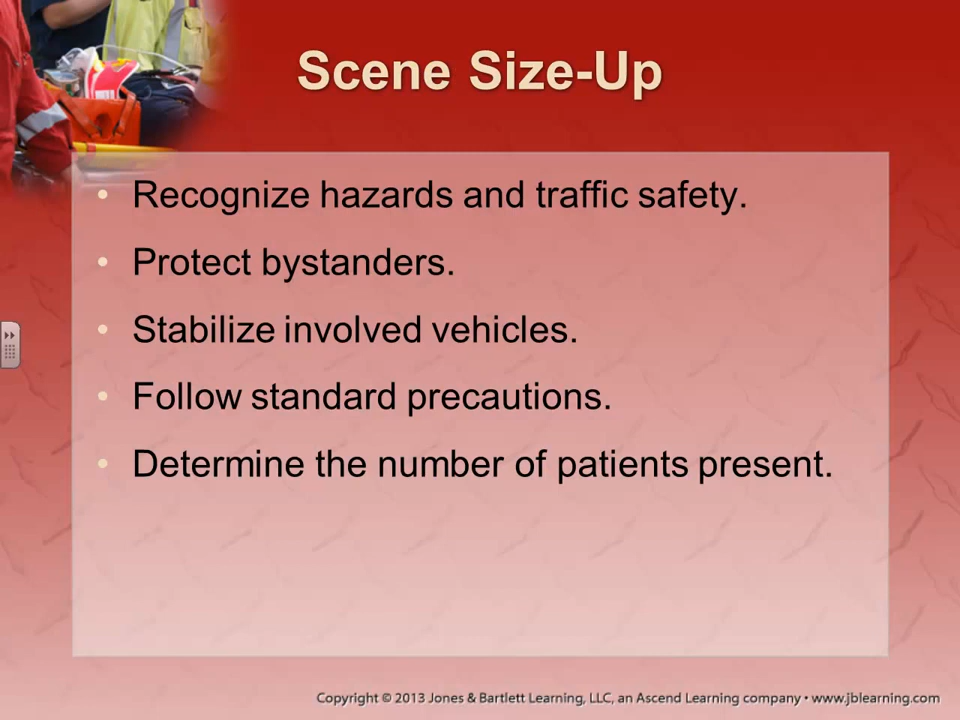 Scene Size-Up
• Recognize hazards and traffic safety.
• Protect bystanders.
• Stabilize involved vehicles.
• Follow standard precautions.
• Determine the number of patients present.
Copyright © 2013 Jones & Bartlett Learning, LLC, an Ascend Learning company • www.jblearning.com